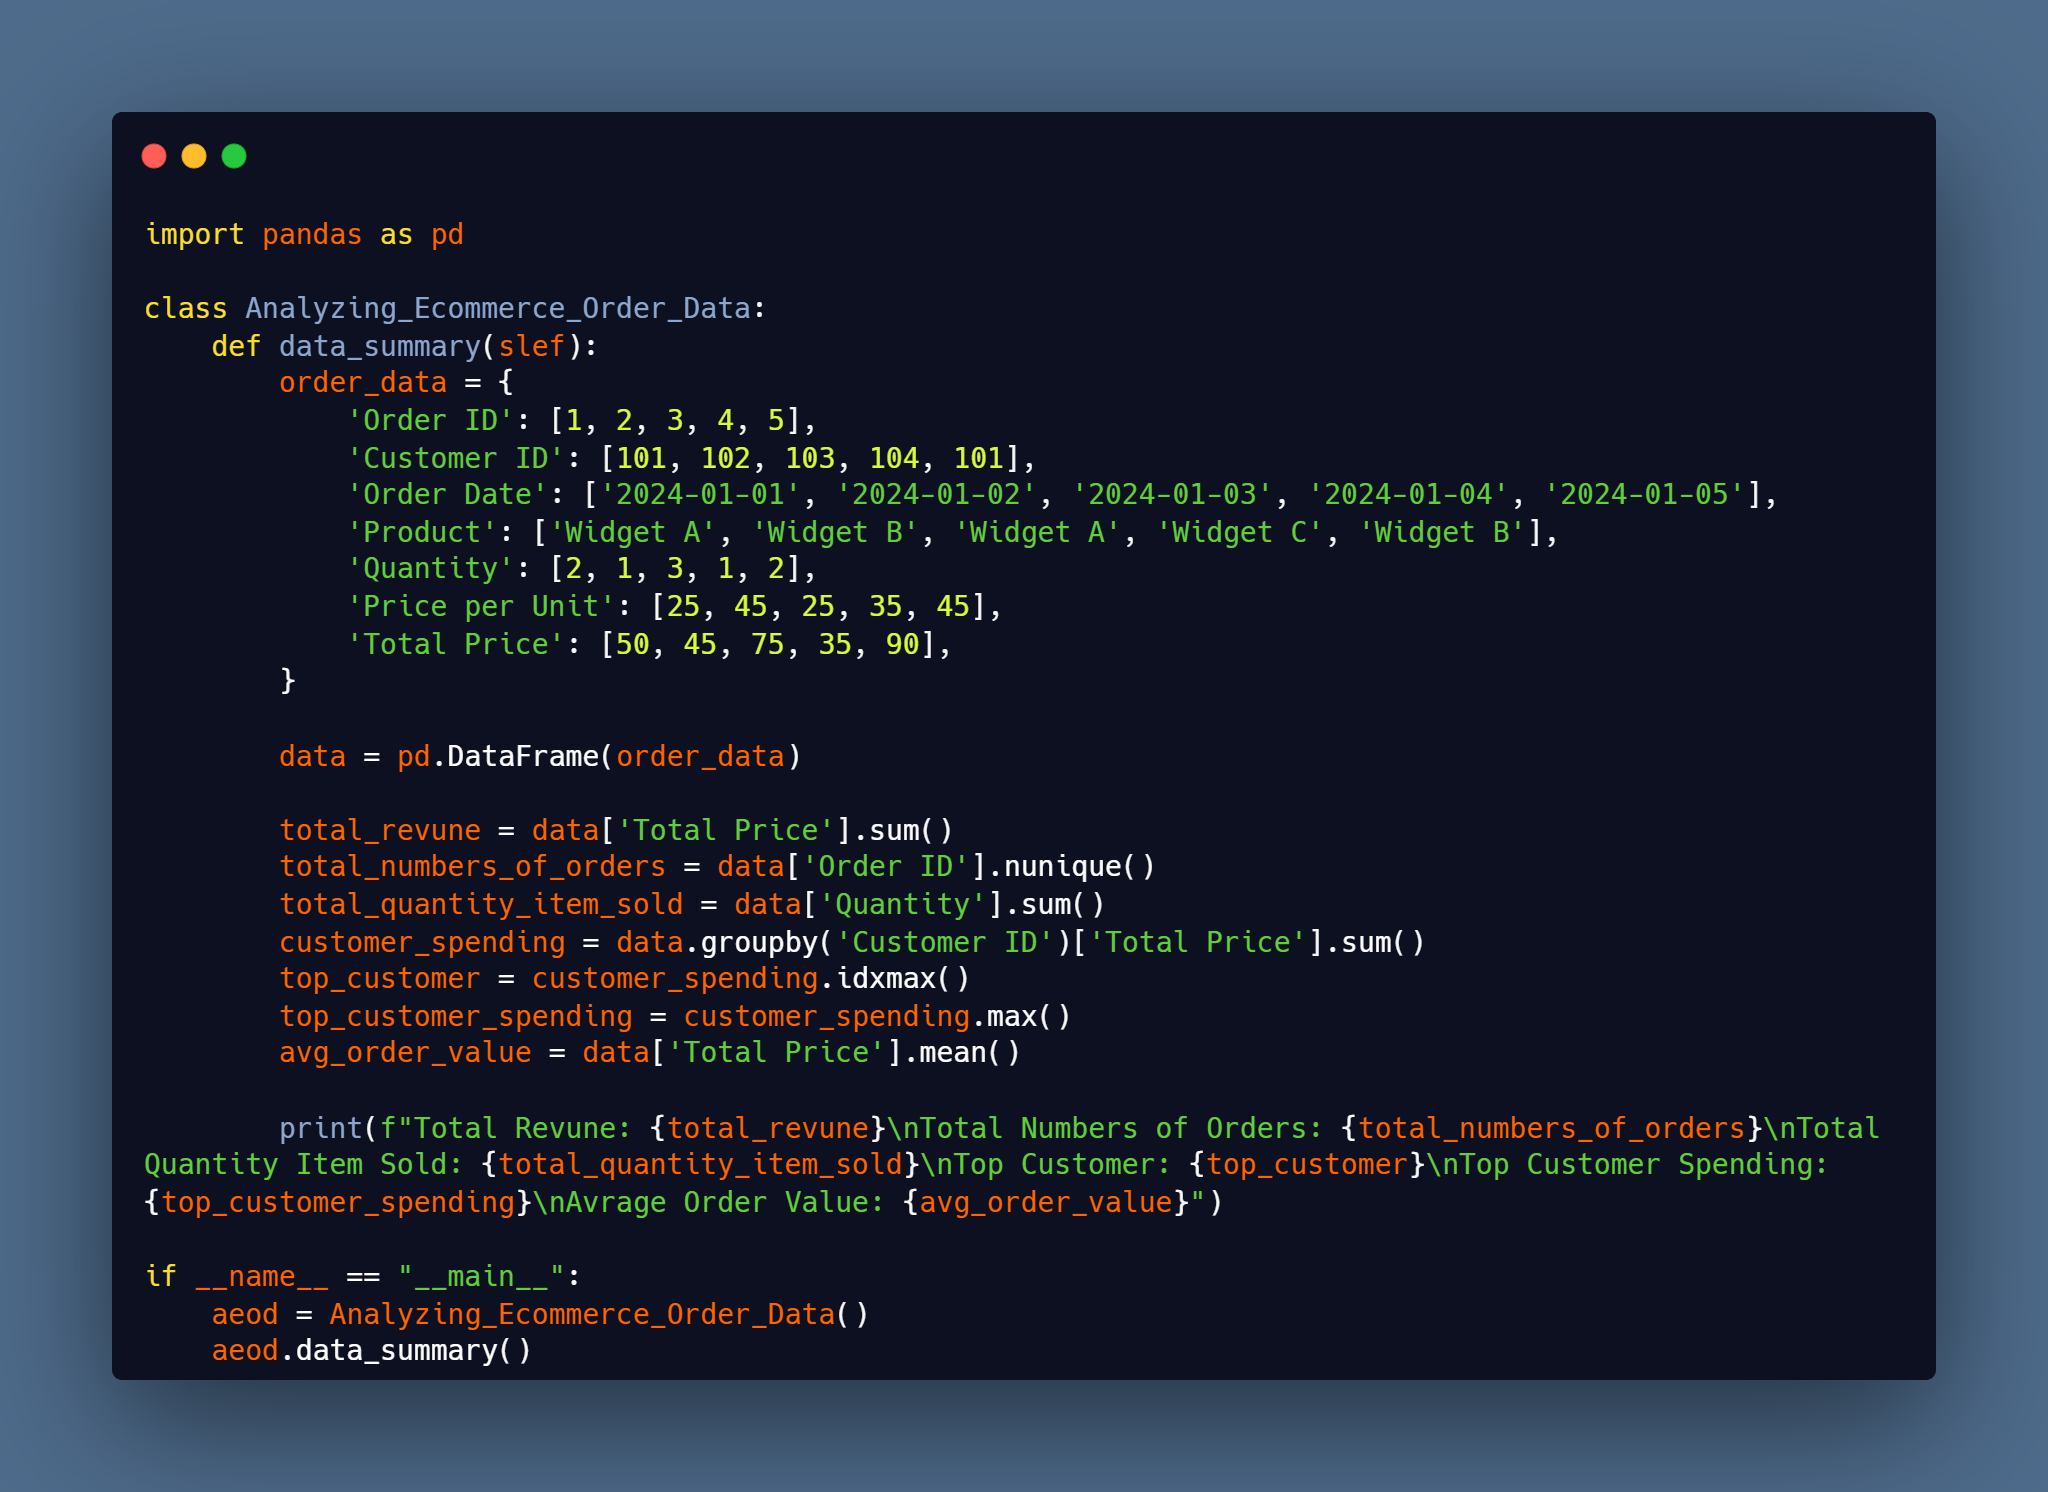 import pandas as pd
class Analyzing_Ecommerce_Order_Data:
    def data_summary(slef):
        order_data = {
            'Order ID': [1, 2, 3, 4, 5],
            'Customer ID': [101, 102, 103, 104, 101],
            'Order Date': ['2024-01-01', '2024-01-02', '2024-01-03', '2024-01-04', '2024-01-05'],
            'Product': ['Widget A', 'Widget B', 'Widget A', 'Widget C', 'Widget B'],
            'Quantity': [2, 1, 3, 1, 2],
            'Price per Unit': [25, 45, 25, 35, 45],
            'Total Price': [50, 45, 75, 35, 90],
        }
        data = pd.DataFrame(order_data)
        total_revune = data['Total Price'].sum()
        total_numbers_of_orders = data['Order ID'].nunique()
        total_quantity_item_sold = data['Quantity'].sum()
        customer_spending = data.groupby('Customer ID')['Total Price'].sum()
        top_customer = customer_spending.idxmax()
        top_customer_spending = customer_spending.max()
        avg_order_value = data['Total Price'].mean()
        print(f"Total Revune: {total_revune}\nTotal Numbers of Orders: {total_numbers_of_orders}\nTotal
Quantity Item Sold: {total_quantity_item_sold}\nTop Customer: {top_customer}\nTop Customer Spending:
{top_customer_spending}\nAvrage Order Value: {avg_order_value}")
if __name__ == "__main__":
    aeod = Analyzing_Ecommerce_Order_Data()
    aeod.data_summary()